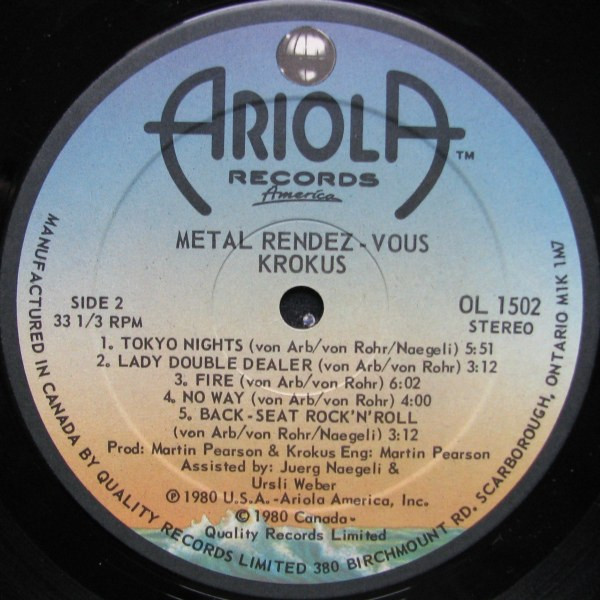 ARIOLA TM
RECORDS
America
METAL RENDEZ-VOUS
KROKUS
SIDE 2
33 1/3 RPM
OL 1502
STEREO
1. TOKYO NIGHTS (von Arb/von Rohr/Naegeli) 5:51
2. LADY DOUBLE DEALER (von Arb/von Rohr) 3:12
3. FIRE (von Arb/von Rohr) 6:02
4. NO WAY (von Arb/von Rohr) 4:00
5. BACK-SEAT ROCK'N'ROLL
(von Arb/von Rohr/Naegeli) 3:12
Prod: Martin Pearson & Krokus Eng: Martin Pearson
Assisted by: Juerg Naegeli &
Ursli Weber
℗ 1980 U.S.A.-Ariola America, Inc.
© 1980 Canada-
Quality Records Limited
MANUFACTURED IN CANADA BY QUALITY RECORDS LIMITED 380 BIRCHMOUNT RD. SCARBOROUGH, ONTARIO M1K 1M7